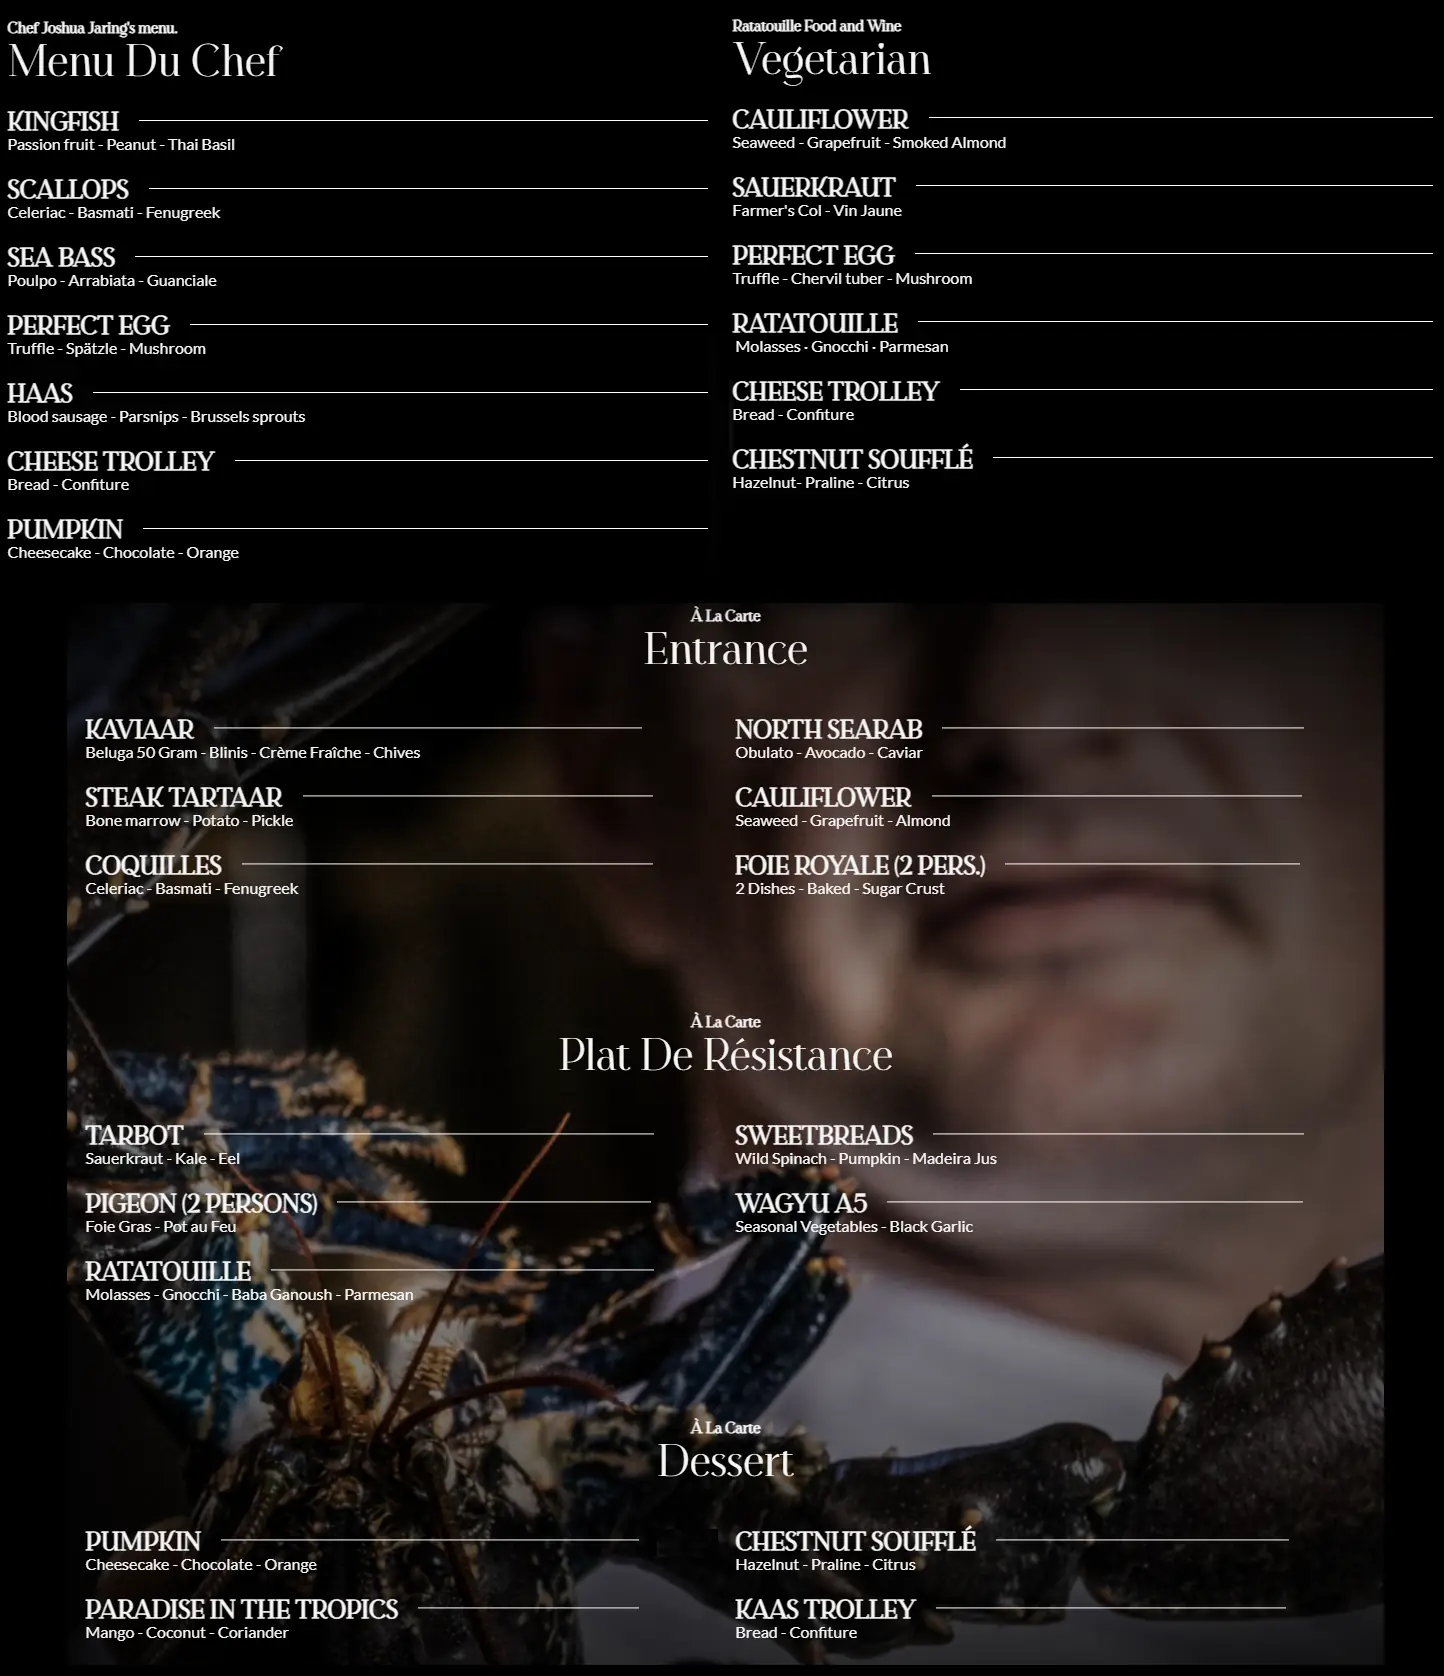 Chef Joshua Jaring's menu.
Menu Du Chef
KINGFISH
Passion fruit - Peanut - Thai Basil
SCALLOPS
Celeriac - Basmati - Fenugreek
SEA BASS
Poulpo - Arrabiata - Guanciale
PERFECT EGG
Truffle - Spätzle - Mushroom
HAAS
Blood sausage - Parsnips - Brussels sprouts
CHEESE TROLLEY
Bread - Confiture
PUMPKIN
Cheesecake - Chocolate - Orange
Ratatouille Food and Wine
Vegetarian
CAULIFLOWER
Seaweed - Grapefruit - Smoked Almond
SAUERKRAUT
Farmer's Col - Vin Jaune
PERFECT EGG
Truffle - Chervil tuber - Mushroom
RATATOUILLE
Molasses · Gnocchi · Parmesan
CHEESE TROLLEY
Bread - Confiture
CHESTNUT SOUFFLÉ
Hazelnut- Praline - Citrus
À La Carte
Entrance
KAVIAAR
Beluga 50 Gram - Blinis - Crème Fraîche - Chives
STEAK TARTAAR
Bone marrow - Potato - Pickle
COQUILLES
Celeriac - Basmati - Fenugreek
NORTH SEARAB
Obulato - Avocado - Caviar
CAULIFLOWER
Seaweed - Grapefruit - Almond
FOIE ROYALE (2 PERS.)
2 Dishes - Baked - Sugar Crust
À La Carte
Plat De Résistance
TARBOT
Sauerkraut - Kale - Eel
PIGEON (2 PERSONS)
Foie Gras - Pot au Feu
RATATOUILLE
Molasses - Gnocchi - Baba Ganoush - Parmesan
SWEETBREADS
Wild Spinach - Pumpkin - Madeira Jus
WAGYU A5
Seasonal Vegetables - Black Garlic
À La Carte
Dessert
PUMPKIN
Cheesecake - Chocolate - Orange
PARADISE IN THE TROPICS
Mango - Coconut - Coriander
CHESTNUT SOUFFLÉ
Hazelnut - Praline - Citrus
KAAS TROLLEY
Bread - Confiture